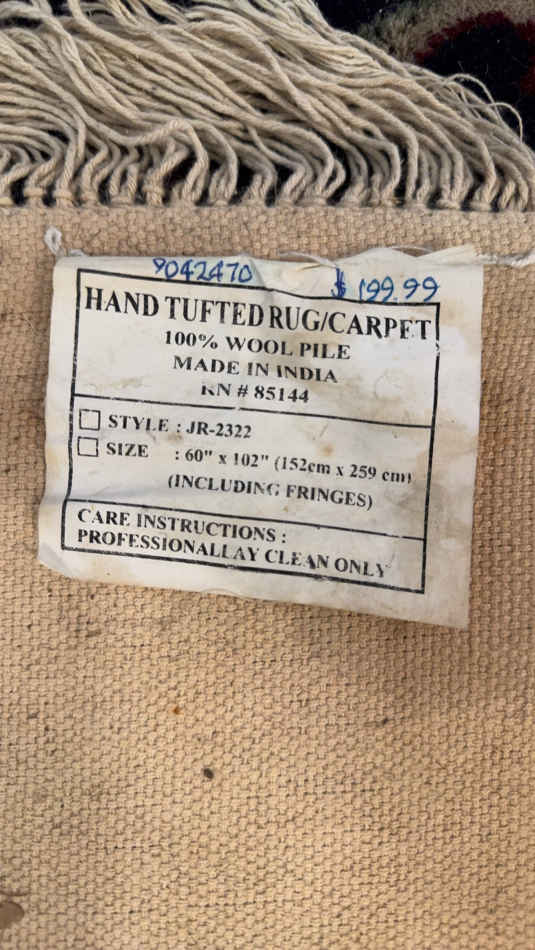 9042470 $199.99
HAND TUFTED RUG/CARPET
100% WOOL PILE
MADE IN INDIA
RN # 85144
STYLE : JR-2322
SIZE : 60" x 102" (152cm x 259 cm)
(INCLUDING FRINGES)
CARE INSTRUCTIONS :
PROFESSIONALLAY CLEAN ONLY